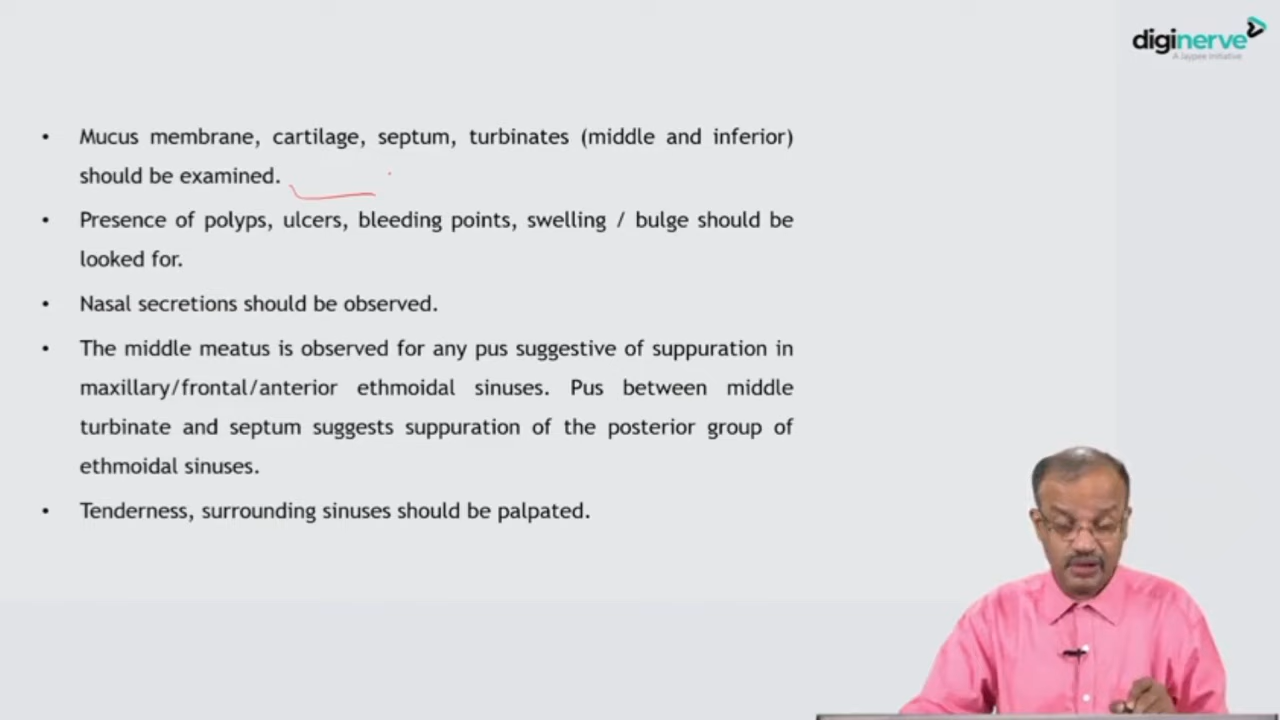 diginerve
A Jaypee Initiative
• Mucus membrane, cartilage, septum, turbinates (middle and inferior)
should be examined.
• Presence of polyps, ulcers, bleeding points, swelling / bulge should be
looked for.
• Nasal secretions should be observed.
• The middle meatus is observed for any pus suggestive of suppuration in
maxillary/frontal/anterior ethmoidal sinuses. Pus between middle
turbinate and septum suggests suppuration of the posterior group of
ethmoidal sinuses.
• Tenderness, surrounding sinuses should be palpated.